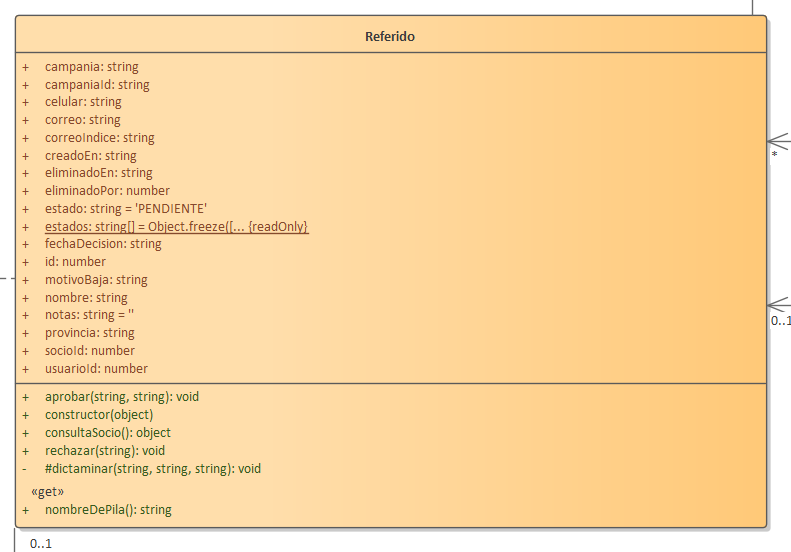 Referido
+ campania: string
+ campaniaId: string
+ celular: string
+ correo: string
+ correoIndice: string
+ creadoEn: string
+ eliminadoEn: string
+ eliminadoPor: number
+ estado: string = 'PENDIENTE'
+ estados: string[] = Object.freeze([... {readOnly}
+ fechaDecision: string
+ id: number
+ motivoBaja: string
+ nombre: string
+ notas: string = ''
+ provincia: string
+ socioId: number
+ usuarioId: number
*
0..1
+ aprobar(string, string): void
+ constructor(object)
+ consultaSocio(): object
+ rechazar(string): void
- #dictaminar(string, string, string): void
«get»
+ nombreDePila(): string
0..1